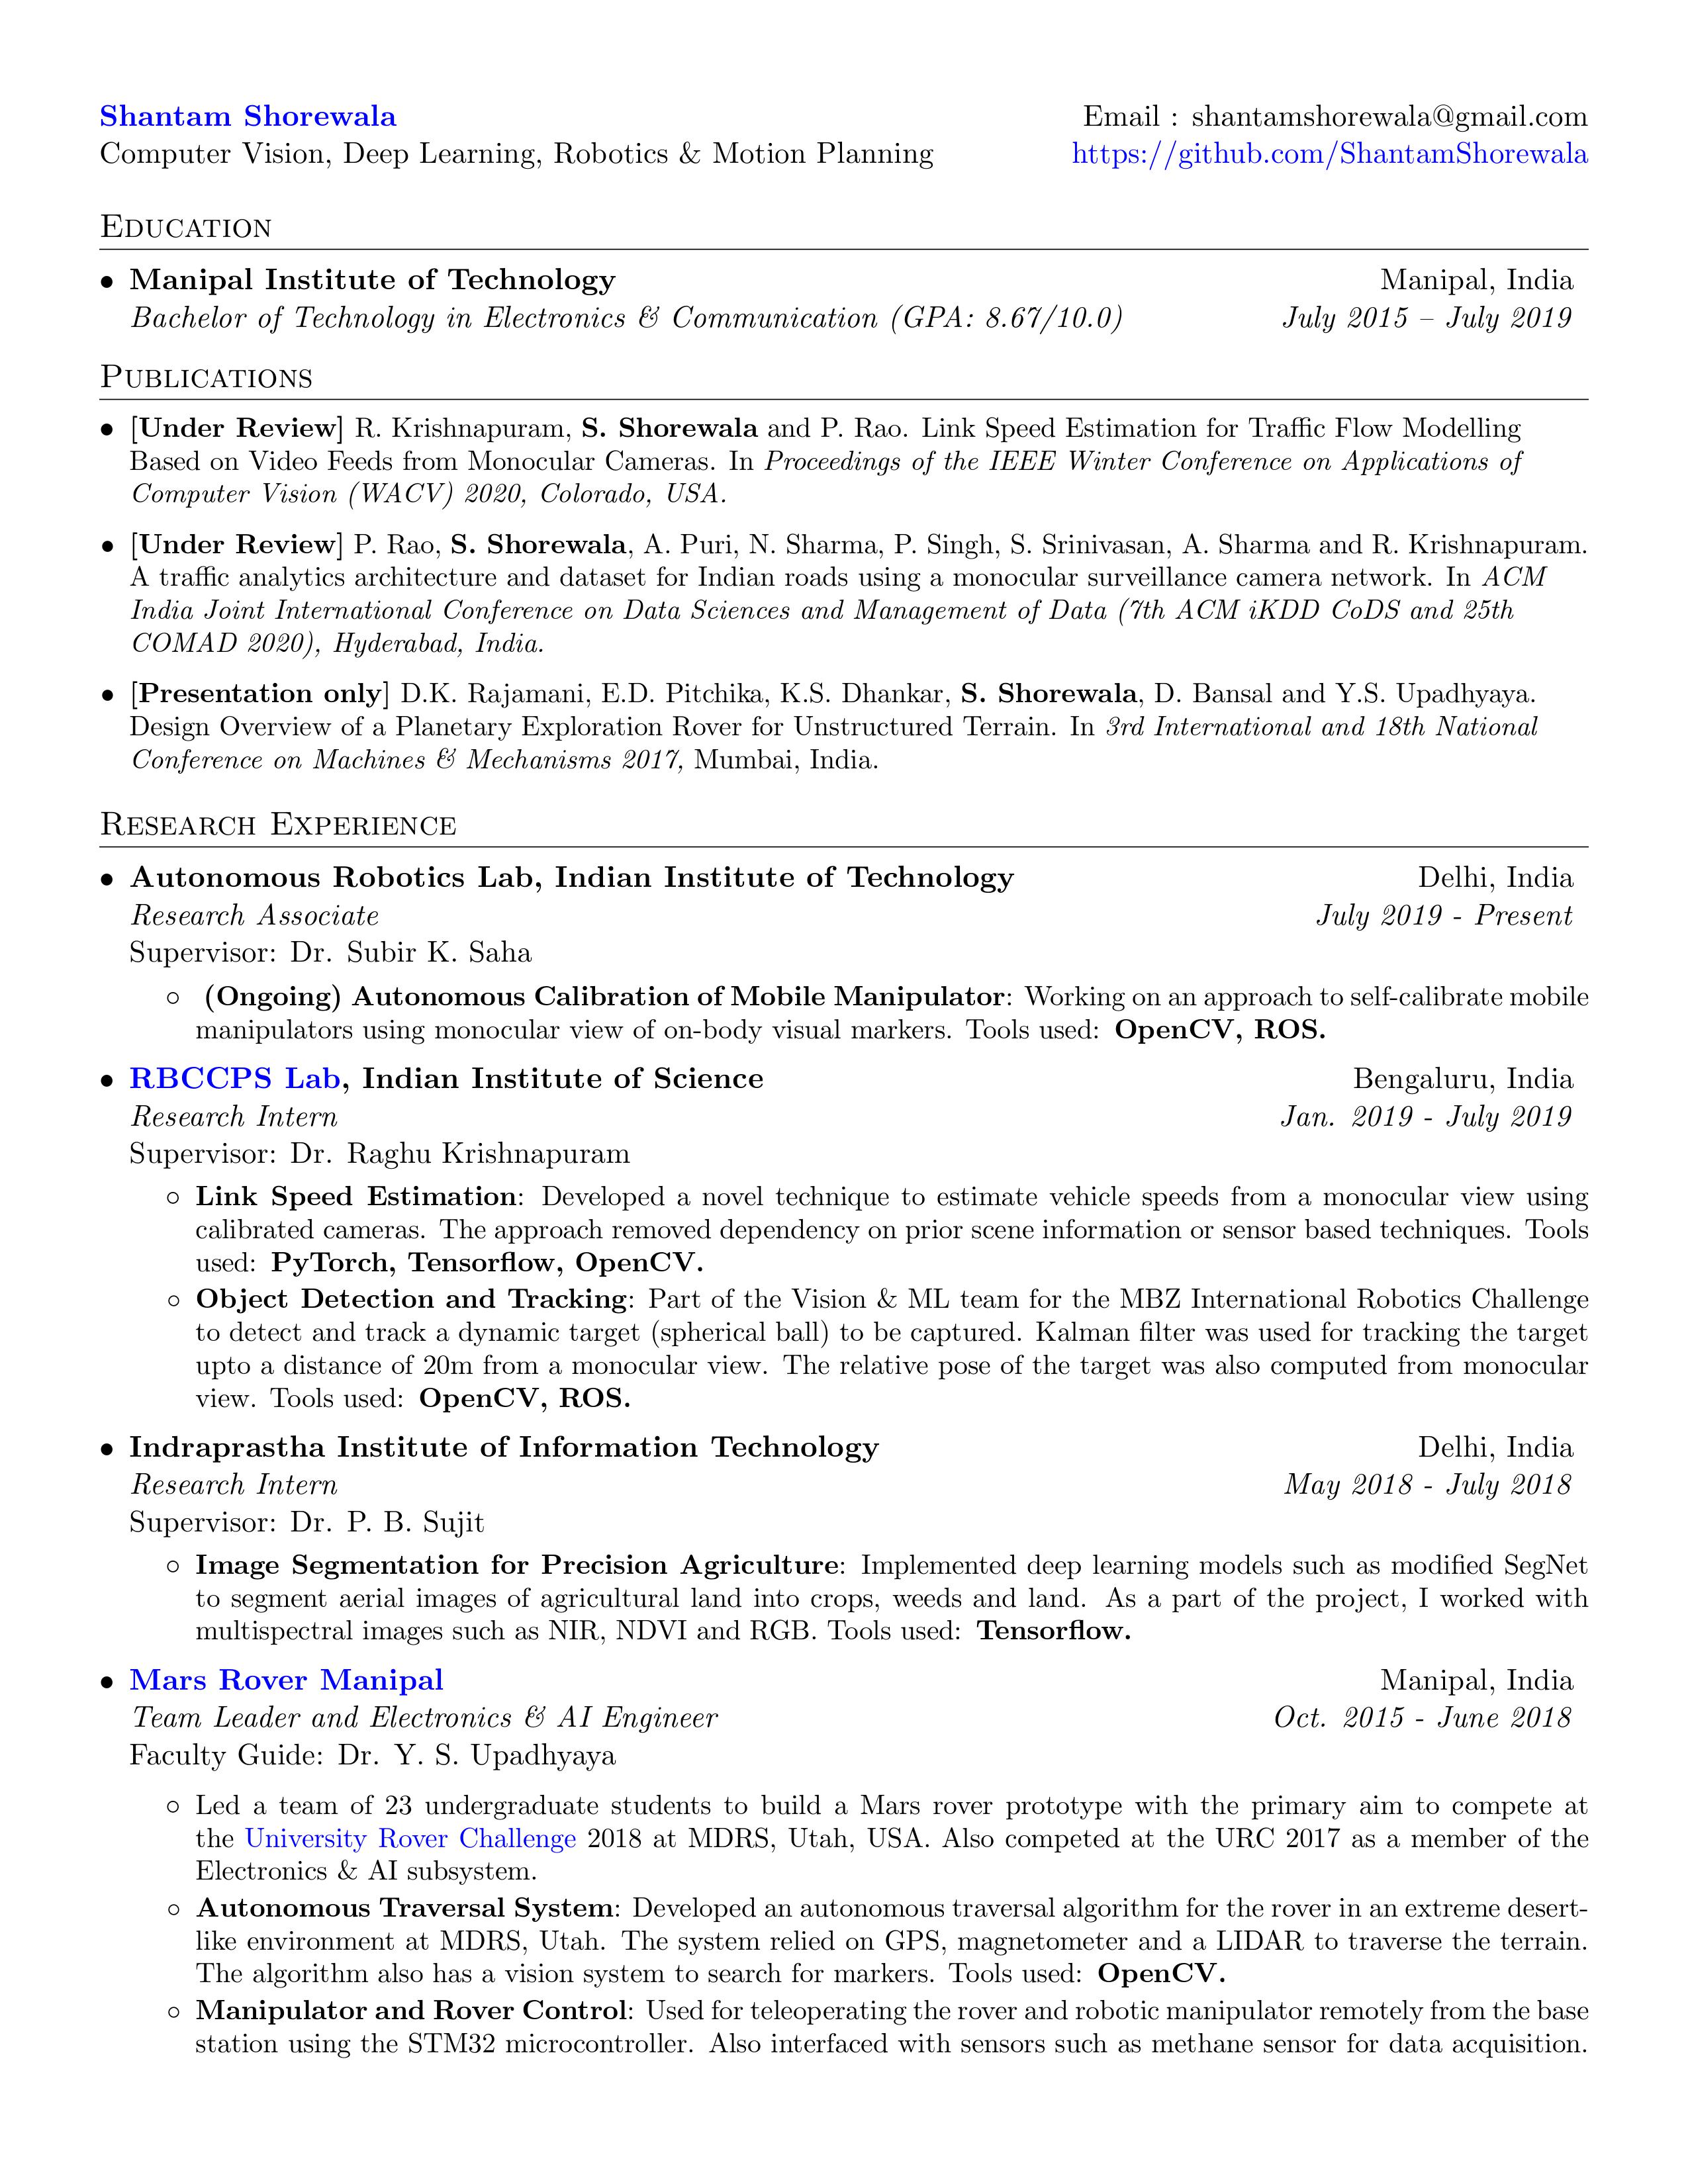 Shantam Shorewala
Email : shantamshorewala@gmail.com
Computer Vision, Deep Learning, Robotics & Motion Planning
https://github.com/ShantamShorewala
Education
• Manipal Institute of Technology
Manipal, India
Bachelor of Technology in Electronics & Communication (GPA: 8.67/10.0)
July 2015 – July 2019
Publications
• [Under Review] R. Krishnapuram, S. Shorewala and P. Rao. Link Speed Estimation for Traffic Flow Modelling
Based on Video Feeds from Monocular Cameras. In Proceedings of the IEEE Winter Conference on Applications of
Computer Vision (WACV) 2020, Colorado, USA.
• [Under Review] P. Rao, S. Shorewala, A. Puri, N. Sharma, P. Singh, S. Srinivasan, A. Sharma and R. Krishnapuram.
A traffic analytics architecture and dataset for Indian roads using a monocular surveillance camera network. In ACM
India Joint International Conference on Data Sciences and Management of Data (7th ACM iKDD CoDS and 25th
COMAD 2020), Hyderabad, India.
• [Presentation only] D.K. Rajamani, E.D. Pitchika, K.S. Dhankar, S. Shorewala, D. Bansal and Y.S. Upadhyaya.
Design Overview of a Planetary Exploration Rover for Unstructured Terrain. In 3rd International and 18th National
Conference on Machines & Mechanisms 2017, Mumbai, India.
Research Experience
• Autonomous Robotics Lab, Indian Institute of Technology
Delhi, India
Research Associate
July 2019 - Present
Supervisor: Dr. Subir K. Saha
◦ (Ongoing) Autonomous Calibration of Mobile Manipulator: Working on an approach to self-calibrate mobile
manipulators using monocular view of on-body visual markers. Tools used: OpenCV, ROS.
• RBCCPS Lab, Indian Institute of Science
Bengaluru, India
Research Intern
Jan. 2019 - July 2019
Supervisor: Dr. Raghu Krishnapuram
◦ Link Speed Estimation: Developed a novel technique to estimate vehicle speeds from a monocular view using
calibrated cameras. The approach removed dependency on prior scene information or sensor based techniques. Tools
used: PyTorch, Tensorflow, OpenCV.
◦ Object Detection and Tracking: Part of the Vision & ML team for the MBZ International Robotics Challenge
to detect and track a dynamic target (spherical ball) to be captured. Kalman filter was used for tracking the target
upto a distance of 20m from a monocular view. The relative pose of the target was also computed from monocular
view. Tools used: OpenCV, ROS.
• Indraprastha Institute of Information Technology
Delhi, India
Research Intern
May 2018 - July 2018
Supervisor: Dr. P. B. Sujit
◦ Image Segmentation for Precision Agriculture: Implemented deep learning models such as modified SegNet
to segment aerial images of agricultural land into crops, weeds and land. As a part of the project, I worked with
multispectral images such as NIR, NDVI and RGB. Tools used: Tensorflow.
• Mars Rover Manipal
Manipal, India
Team Leader and Electronics & AI Engineer
Oct. 2015 - June 2018
Faculty Guide: Dr. Y. S. Upadhyaya
◦ Led a team of 23 undergraduate students to build a Mars rover prototype with the primary aim to compete at
the University Rover Challenge 2018 at MDRS, Utah, USA. Also competed at the URC 2017 as a member of the
Electronics & AI subsystem.
◦ Autonomous Traversal System: Developed an autonomous traversal algorithm for the rover in an extreme desert-
like environment at MDRS, Utah. The system relied on GPS, magnetometer and a LIDAR to traverse the terrain.
The algorithm also has a vision system to search for markers. Tools used: OpenCV.
◦ Manipulator and Rover Control: Used for teleoperating the rover and robotic manipulator remotely from the base
station using the STM32 microcontroller. Also interfaced with sensors such as methane sensor for data acquisition.